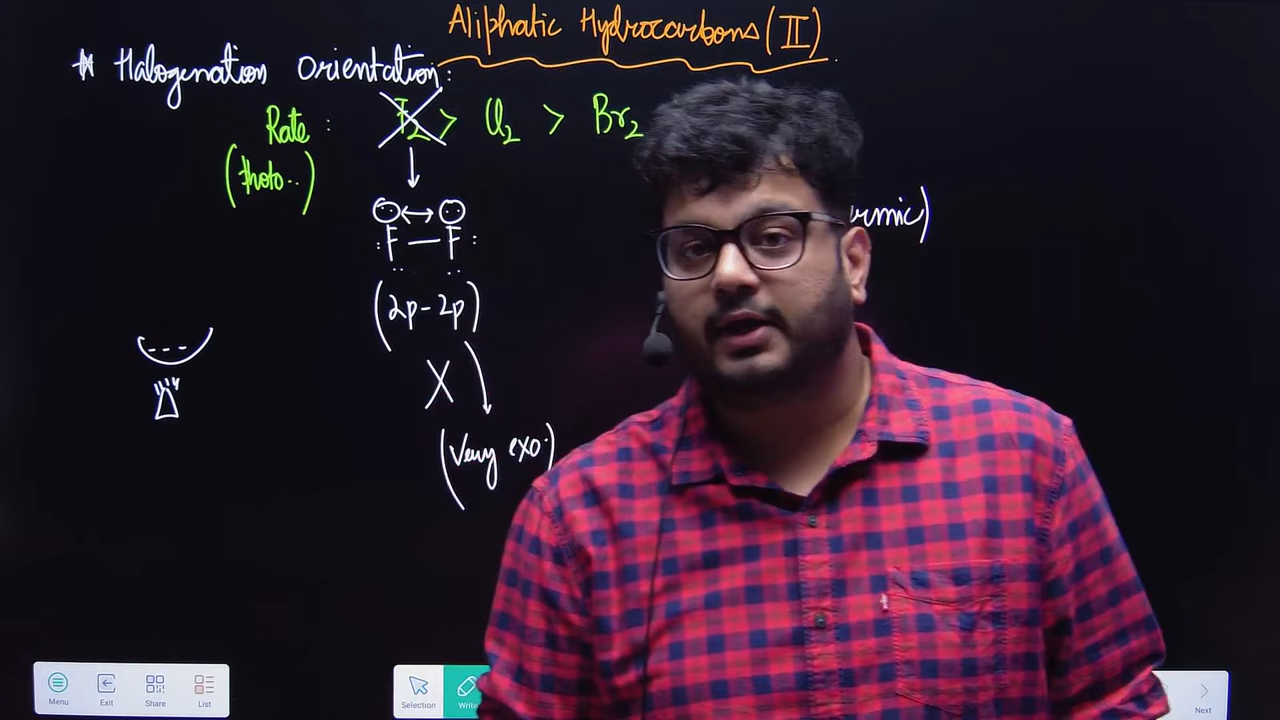 Aliphatic Hydrocarbons (II)
* Halogenation Orientation:
Rate : F2 > Cl2 > Br2
(Photo..)
F — F
(2p-2p)
X
(Very exo.)
Menu Exit Share List
Selection Write
Next